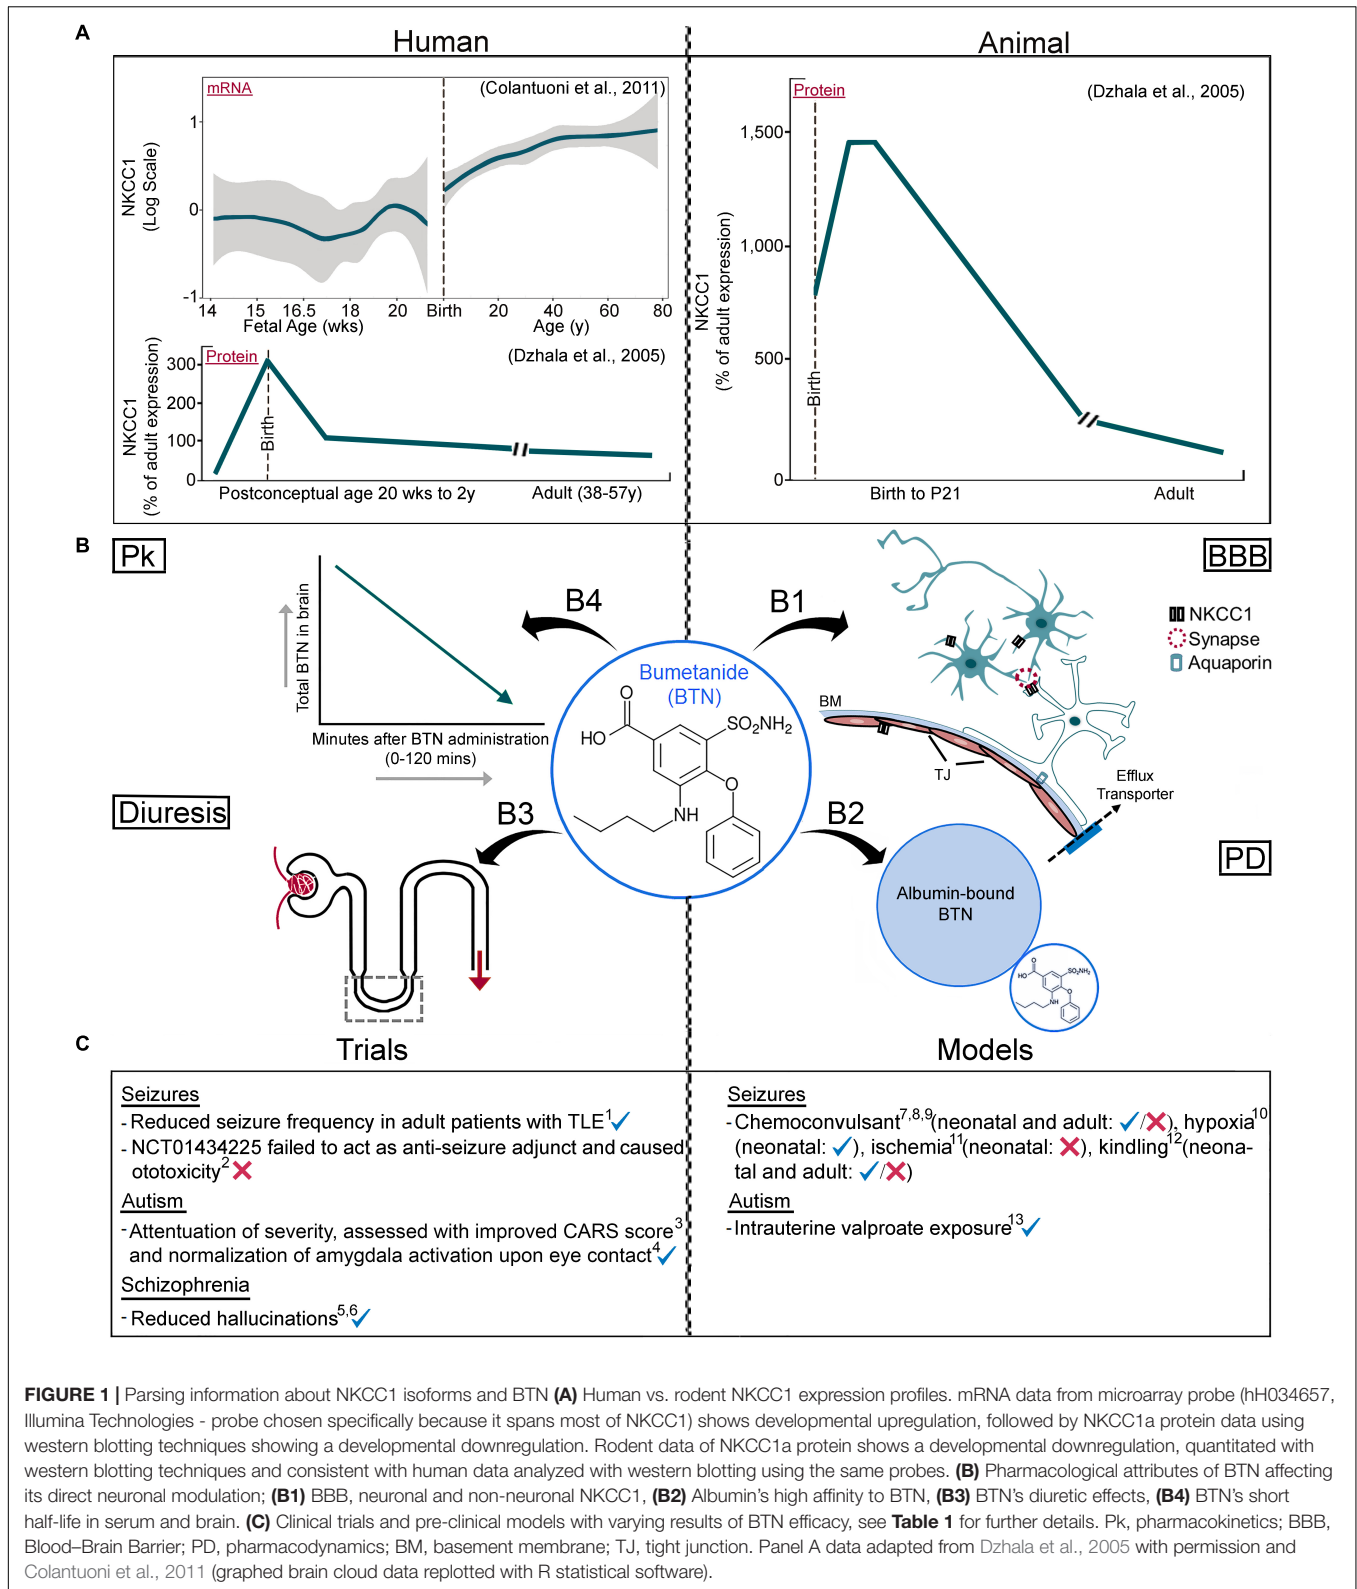 A
Human
Animal
mRNA
(Colantuoni et al., 2011)
NKCC1
(Log Scale)
1
0
-1
14
15
16.5
18
20
Birth
20
40
60
80
Fetal Age (wks)
Age (y)
Protein
(Dzhala et al., 2005)
NKCC1
(% of adult expression)
300
200
100
0
Birth
Postconceptual age 20 wks to 2y
Adult (38-57y)
Protein
(Dzhala et al., 2005)
NKCC1
(% of adult expression)
1,500
1,000
500
0
Birth
Birth to P21
Adult
B
Pk
BBB
B4
B1
Total BTN in brain
Minutes after BTN administration
(0-120 mins)
Bumetanide
(BTN)
O
HO
SO2NH2
O
NH
NKCC1
Synapse
Aquaporin
BM
TJ
Efflux
Transporter
Diuresis
B3
B2
PD
Albumin-bound
BTN
O
HO
SO2NH2
O
NH
C
Trials
Models
Seizures
-Reduced seizure frequency in adult patients with TLE1
-NCT01434225 failed to act as anti-seizure adjunct and caused
ototoxicity2
Autism
-Attentuation of severity, assessed with improved CARS score3
and normalization of amygdala activation upon eye contact4
Schizophrenia
-Reduced hallucinations5,6
Seizures
-Chemoconvulsant7,8,9(neonatal and adult: ✓/✗), hypoxia10
(neonatal: ✓), ischemia11(neonatal: ✗), kindling12(neona-
tal and adult: ✓/✗)
Autism
-Intrauterine valproate exposure13
FIGURE 1 | Parsing information about NKCC1 isoforms and BTN (A) Human vs. rodent NKCC1 expression profiles. mRNA data from microarray probe (hH034657,
Illumina Technologies - probe chosen specifically because it spans most of NKCC1) shows developmental upregulation, followed by NKCC1a protein data using
western blotting techniques showing a developmental downregulation. Rodent data of NKCC1a protein shows a developmental downregulation, quantitated with
western blotting techniques and consistent with human data analyzed with western blotting using the same probes. (B) Pharmacological attributes of BTN affecting
its direct neuronal modulation; (B1) BBB, neuronal and non-neuronal NKCC1, (B2) Albumin's high affinity to BTN, (B3) BTN's diuretic effects, (B4) BTN's short
half-life in serum and brain. (C) Clinical trials and pre-clinical models with varying results of BTN efficacy, see Table 1 for further details. Pk, pharmacokinetics; BBB,
Blood–Brain Barrier; PD, pharmacodynamics; BM, basement membrane; TJ, tight junction. Panel A data adapted from Dzhala et al., 2005 with permission and
Colantuoni et al., 2011 (graphed brain cloud data replotted with R statistical software).